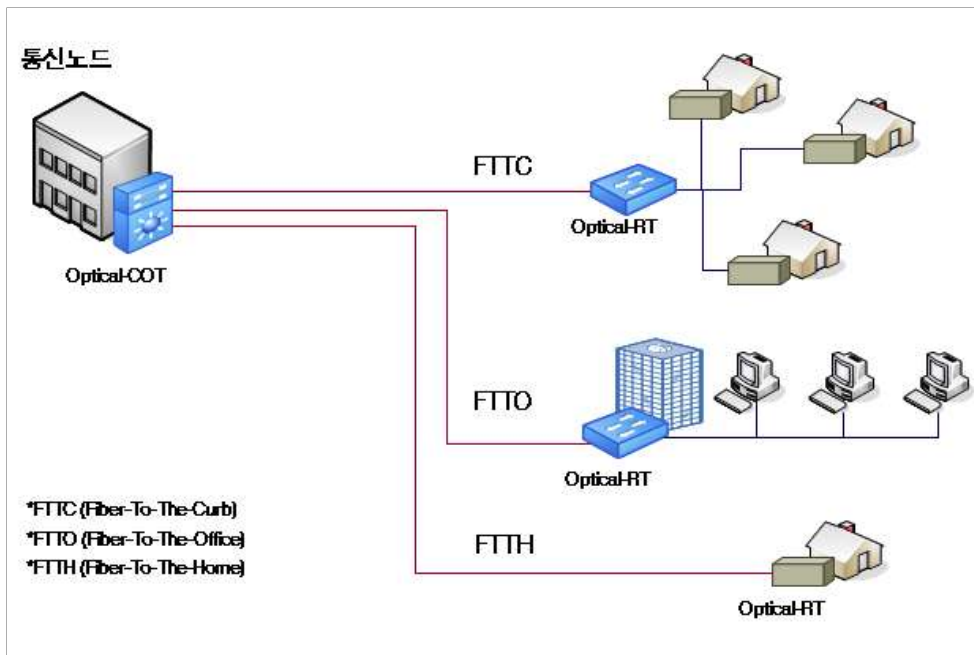 통신노드
Optical-COT
FTTC
Optical-RT
FTTO
Optical-RT
*FTTC (Fiber-To-The-Curb)
*FTTO (Fiber-To-The-Office)
*FTTH (Fiber-To-The-Home)
FTTH
Optical-RT